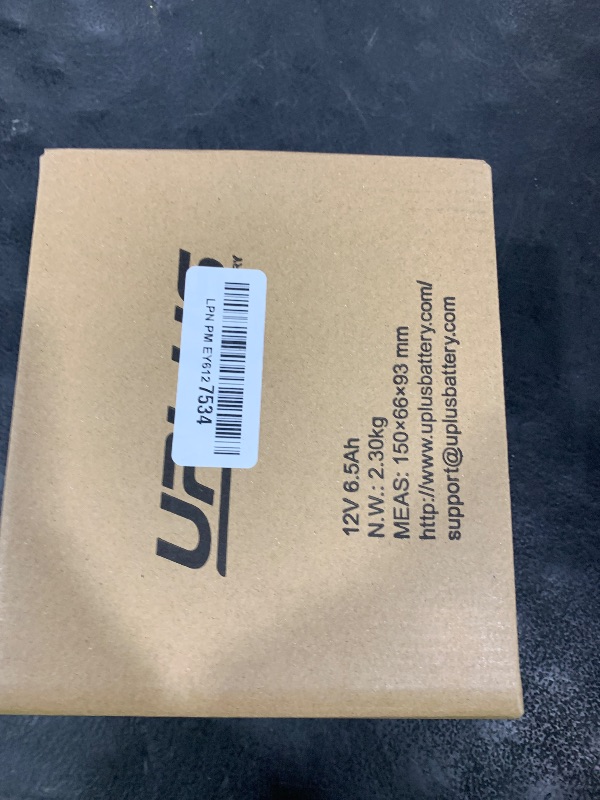 LPN PM EY612 7534
12V 6.5Ah
N.W.: 2.30kg
MEAS: 150×66×93 mm
http://www.uplusbattery.com/
support@uplusbattery.com